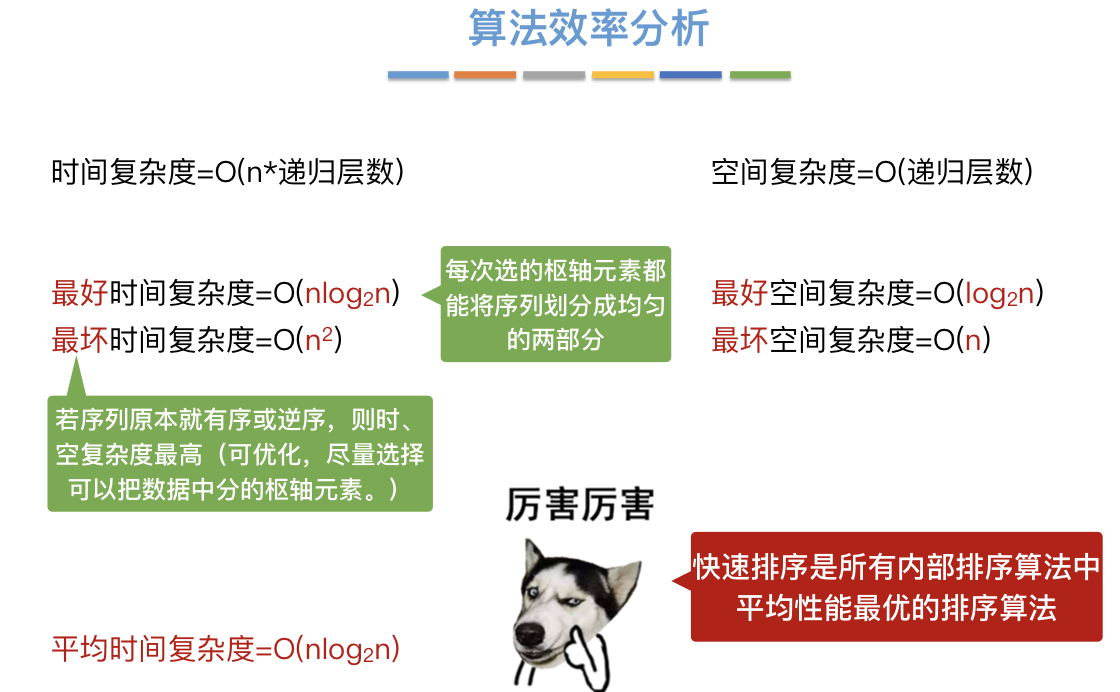 算法效率分析
时间复杂度=O(n*递归层数)
空间复杂度=O(递归层数)
最好时间复杂度=O(nlog₂n)
最坏时间复杂度=O(n²)
每次选的枢轴元素都
能将序列划分成均匀
的两部分
最好空间复杂度=O(log₂n)
最坏空间复杂度=O(n)
若序列原本就有序或逆序，则时、
空复杂度最高（可优化，尽量选择
可以把数据中分的枢轴元素。）
厉害厉害
快速排序是所有内部排序算法中
平均性能最优的排序算法
平均时间复杂度=O(nlog₂n)